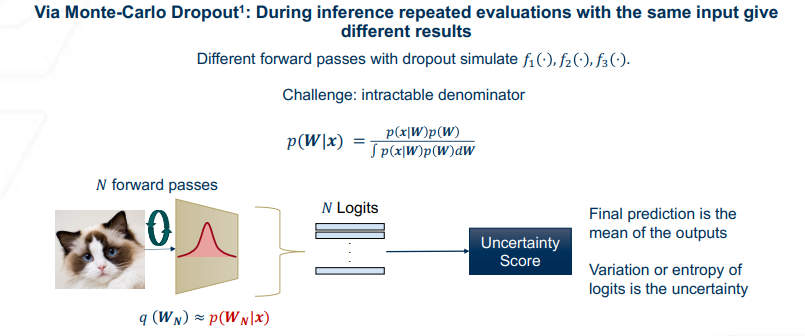 Via Monte-Carlo Dropout¹: During inference repeated evaluations with the same input give
different results
Different forward passes with dropout simulate f₁(·), f₂(·), f₃(·).
Challenge: intractable denominator
p(W|x) = p(x|W)p(W) / ∫ p(x|W)p(W)dW
N forward passes
N Logits
Uncertainty
Score
Final prediction is the
mean of the outputs
Variation or entropy of
logits is the uncertainty
q (W_N) ≈ p(W_N|x)